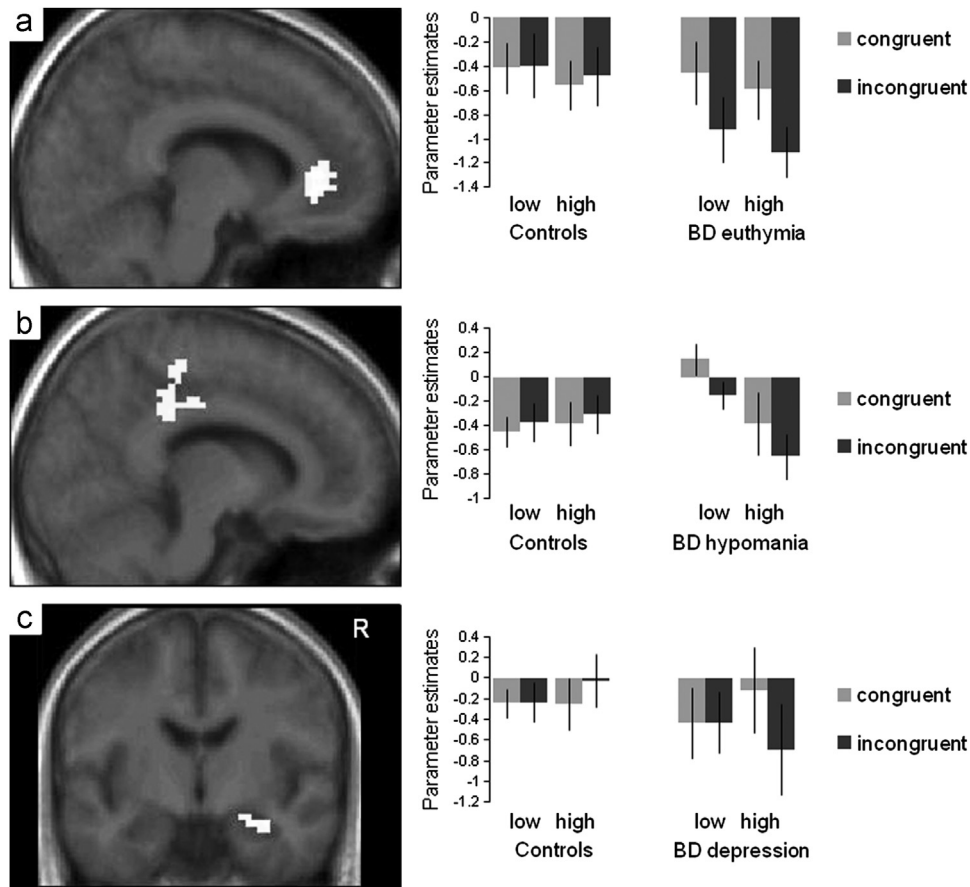 a
Parameter estimates
0
-0.2
-0.4
-0.6
-0.8
-1
-1.2
-1.4
low high
Controls
low high
BD euthymia
congruent
incongruent
b
Parameter estimates
0.4
0.2
0
-0.2
-0.4
-0.6
-0.8
-1
low high
Controls
low high
BD hypomania
congruent
incongruent
c
R
Parameter estimates
0.4
0.2
0
-0.2
-0.4
-0.6
-0.8
-1
-1.2
low high
Controls
low high
BD depression
congruent
incongruent